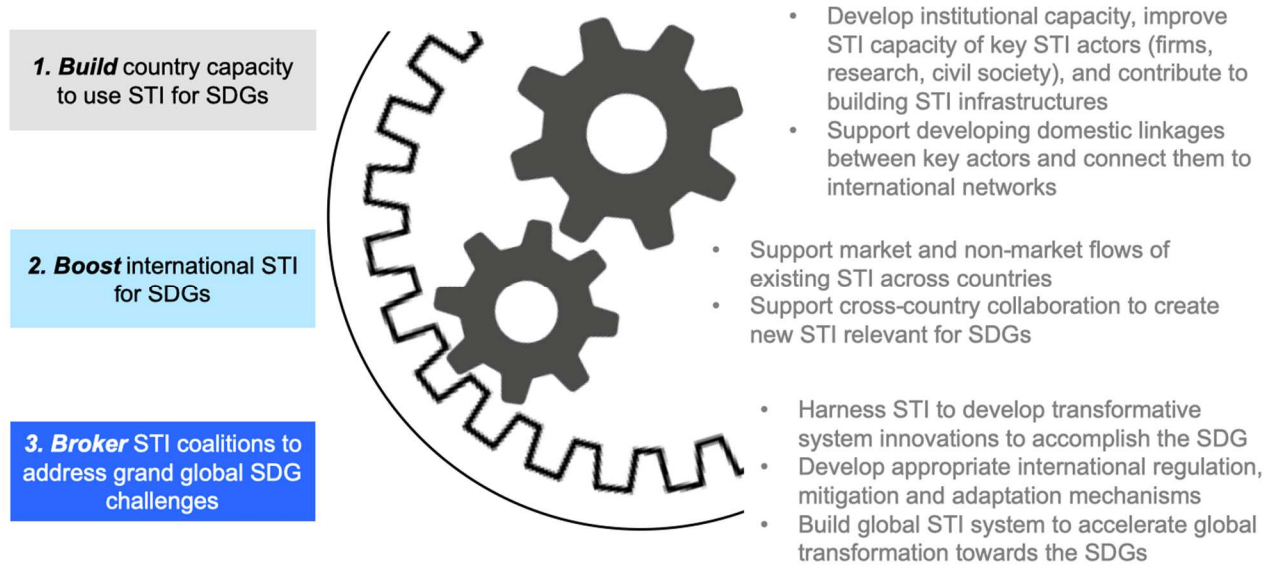 1. Build country capacity
to use STI for SDGs
• Develop institutional capacity, improve
STI capacity of key STI actors (firms,
research, civil society), and contribute to
building STI infrastructures
• Support developing domestic linkages
between key actors and connect them to
international networks
2. Boost international STI
for SDGs
• Support market and non-market flows of
existing STI across countries
• Support cross-country collaboration to create
new STI relevant for SDGs
3. Broker STI coalitions to
address grand global SDG
challenges
• Harness STI to develop transformative
system innovations to accomplish the SDG
• Develop appropriate international regulation,
mitigation and adaptation mechanisms
• Build global STI system to accelerate global
transformation towards the SDGs